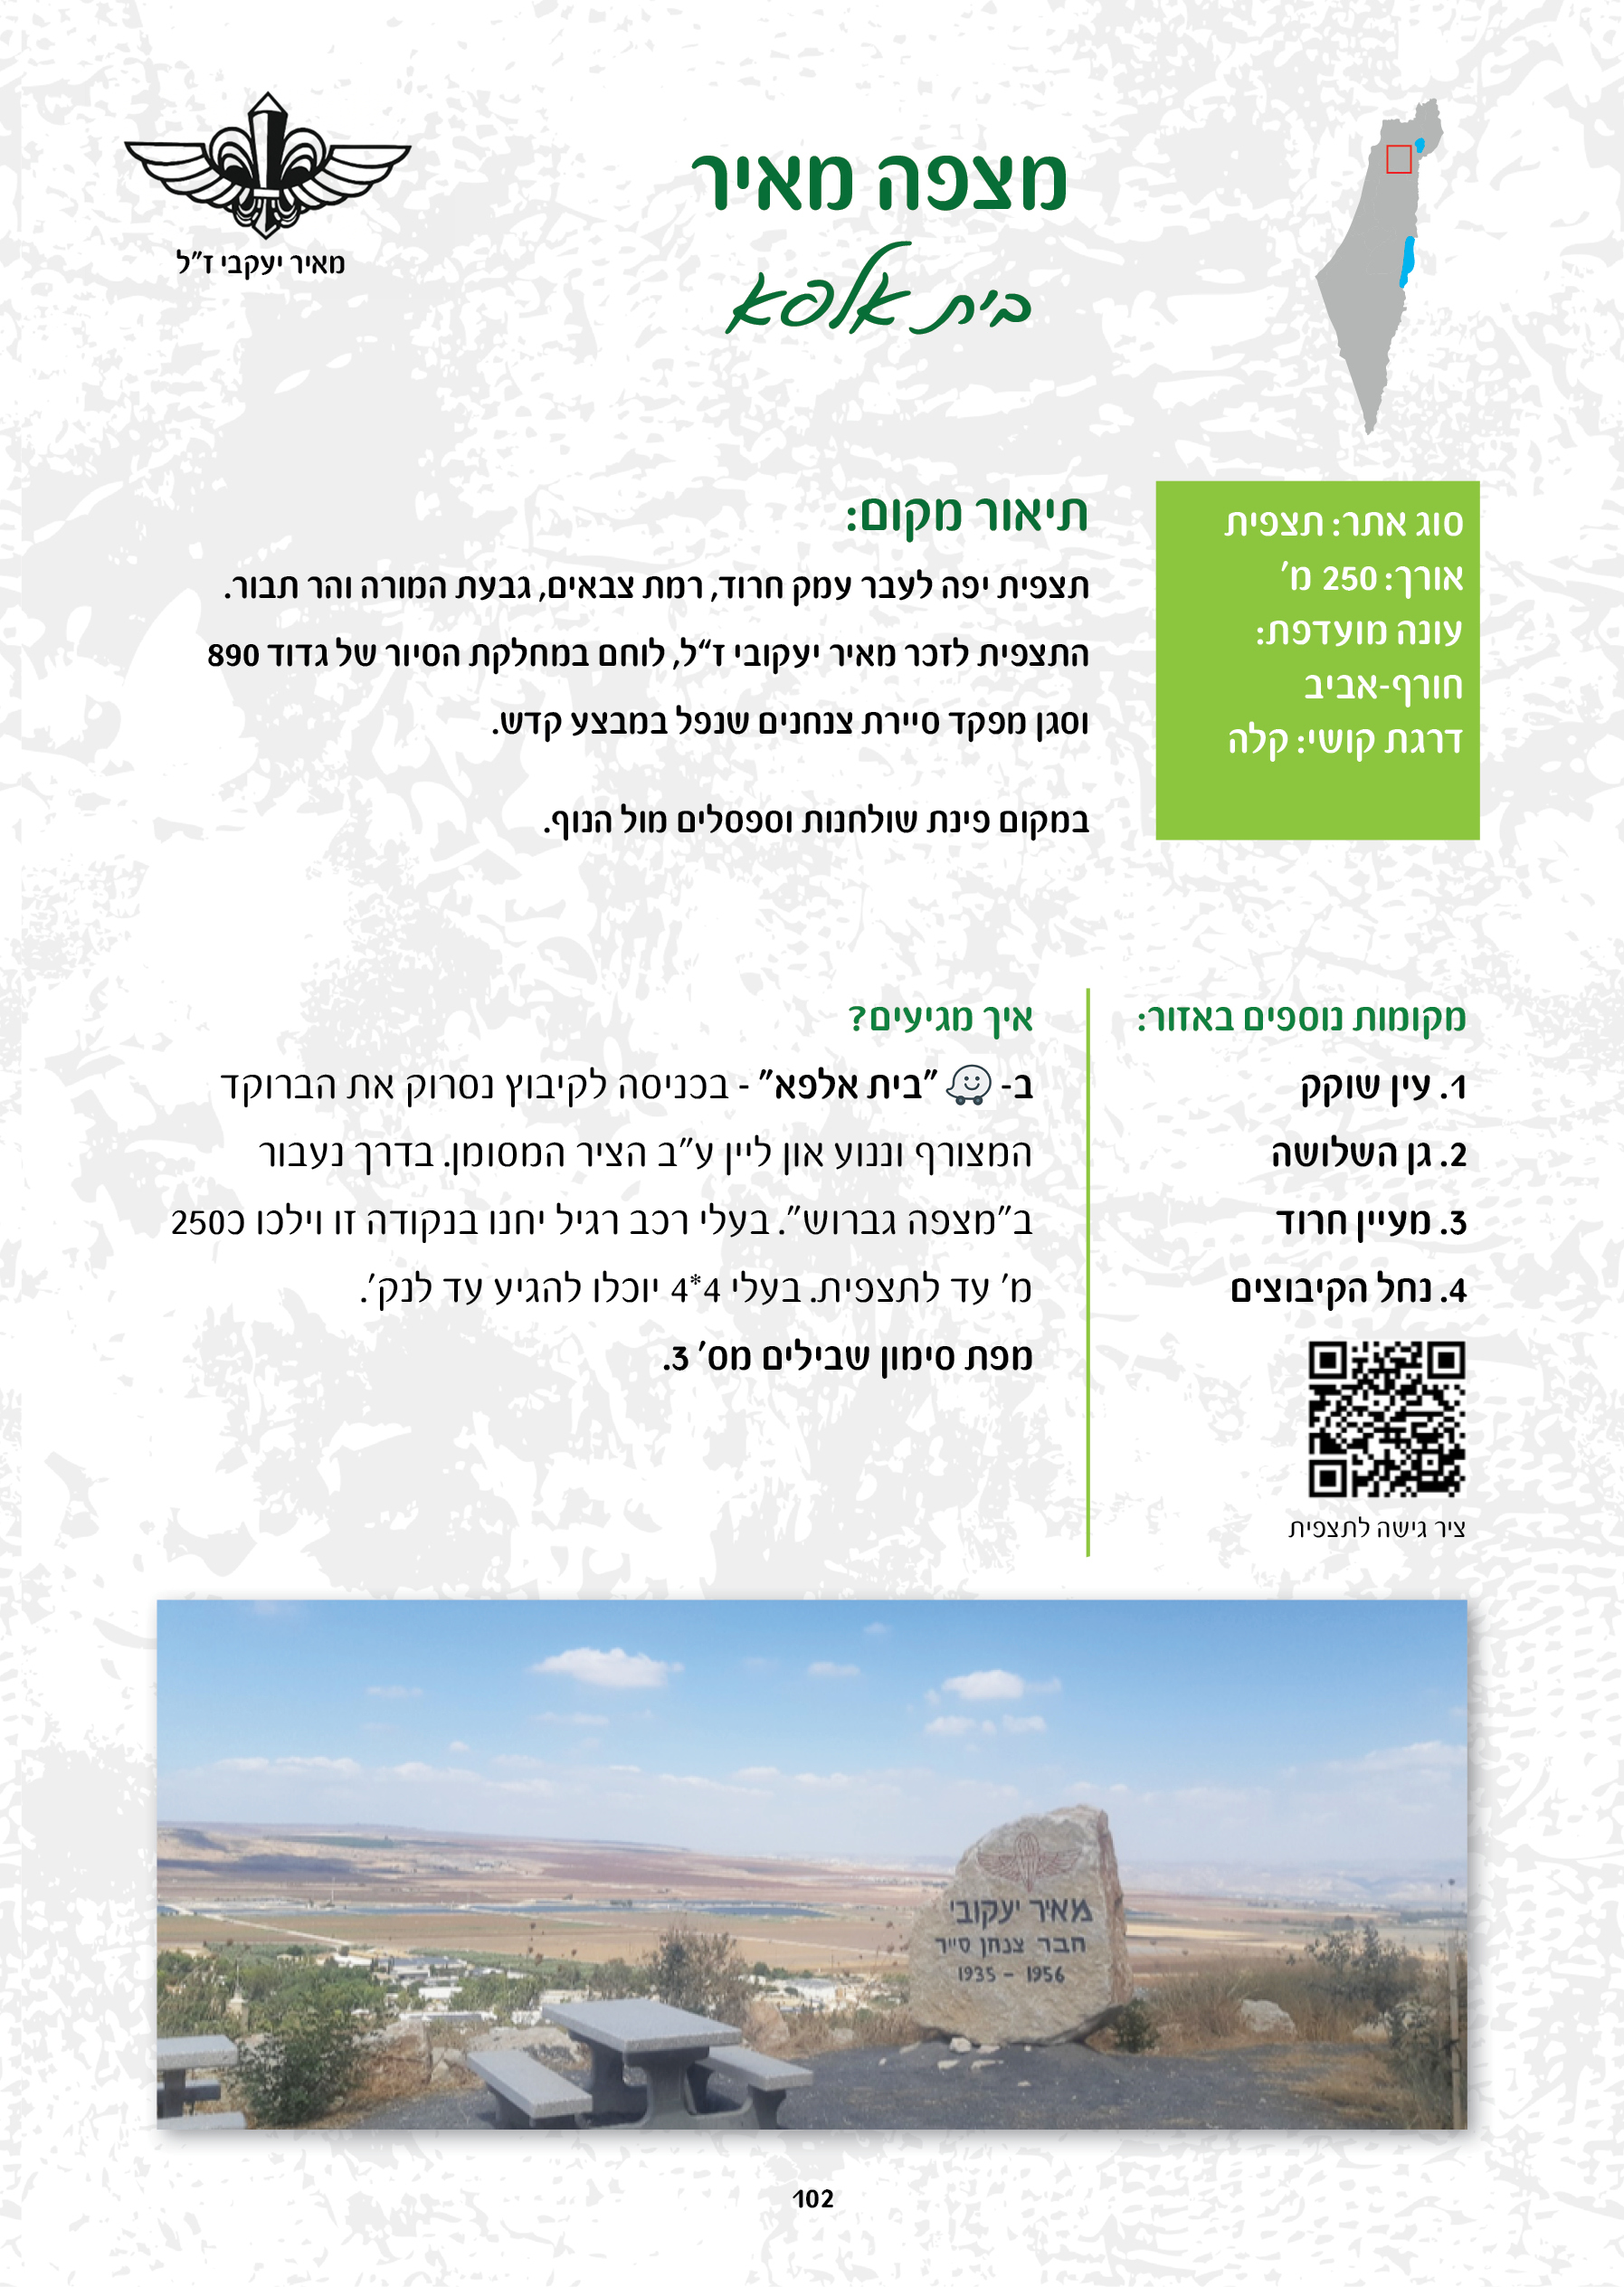 מאיר יעקבי ז"ל
מצפה מאיר
בית אלפא
סוג אתר: תצפית
אורך: 250 מ'
עונה מועדפת:
חורף-אביב
דרגת קושי: קלה
תיאור מקום:
תצפית יפה לעבר עמק חרוד, רמת צבאים, גבעת המורה והר תבור.
התצפית לזכר מאיר יעקובי ז"ל, לוחם במחלקת הסיור של גדוד 890
וסגן מפקד סיירת צנחנים שנפל במבצע קדש.
במקום פינת שולחנות וספסלים מול הנוף.
מקומות נוספים באזור:
1. עין שוקק
2. גן השלושה
3. מעיין חרוד
4. נחל הקיבוצים
ציר גישה לתצפית
איך מגיעים?
ב- "בית אלפא" - בכניסה לקיבוץ נסרוק את הברוקד
המצורף וננוע און ליין ע"ב הציר המסומן. בדרך נעבור
ב"מצפה גברוש". בעלי רכב רגיל יחנו בנקודה זו וילכו כ250
מ' עד לתצפית. בעלי 4*4 יוכלו להגיע עד לנק'.
מפת סימון שבילים מס' 3.
מאיר יעקובי
חבר צנחן סייר
1935 - 1956
102